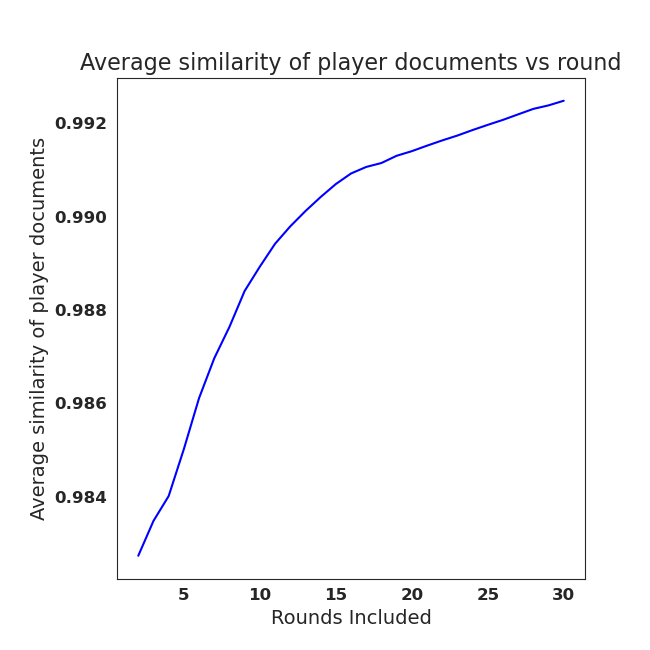 Average similarity of player documents vs round
Average similarity of player documents
0.992
0.990
0.988
0.986
0.984
5 10 15 20 25 30
Rounds Included